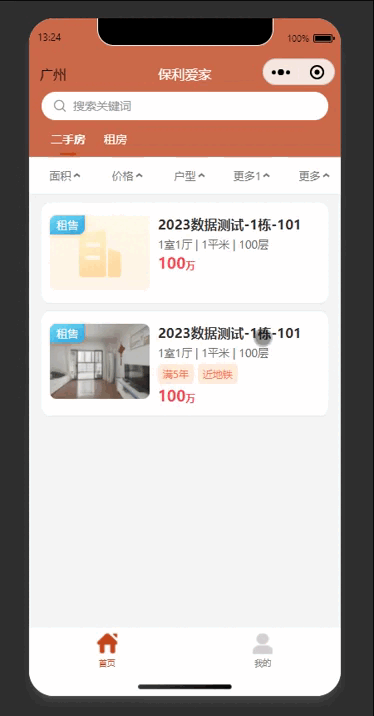 13:24
100%
广州
保利爱家
搜索关键词
二手房 租房
面积 价格 户型 更多1 更多
租售
2023数据测试-1栋-101
1室1厅 | 1平米 | 100层
100万
租售
2023数据测试-1栋-101
1室1厅 | 1平米 | 100层
满5年 近地铁
100万
首页
我的